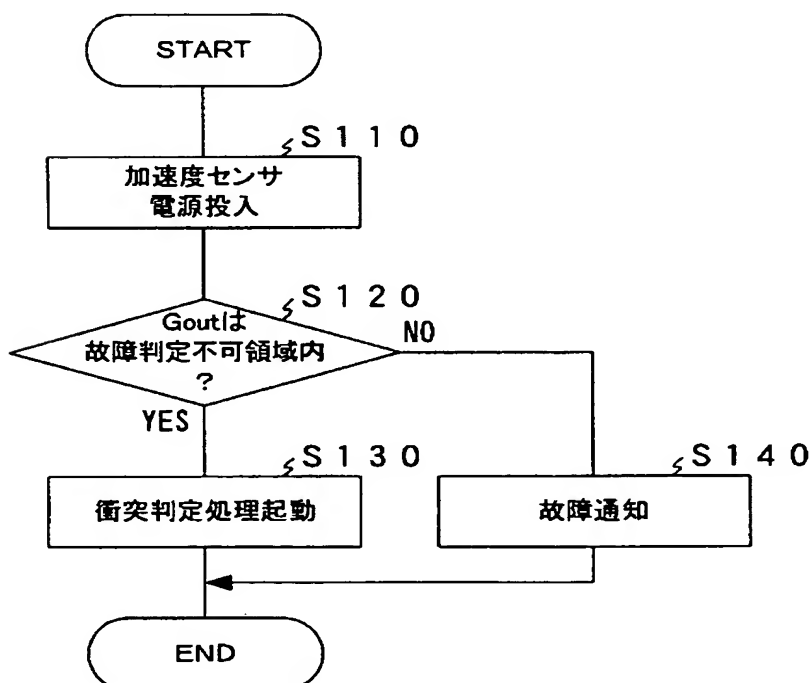 START
S110
加速度センサ
電源投入
S120
Goutは
故障判定不可領域内
?
NO
YES
S130
衝突判定処理起動
S140
故障通知
END